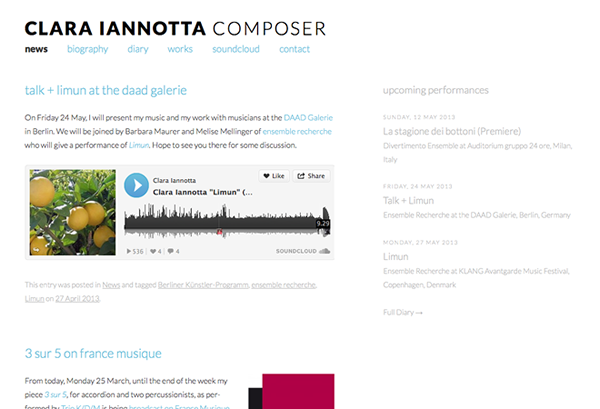 CLARA IANNOTTA COMPOSER
news biography diary works soundcloud contact
talk + limun at the daad galerie
On Friday 24 May, I will present my music and my work with musicians at the DAAD Galerie
in Berlin. We will be joined by Barbara Maurer and Melise Mellinger of ensemble recherche
who will give a performance of Limun. Hope to see you there for some discussion.
Clara Iannotta
Clara Iannotta "Limun" (...
Like
Share
9.29
536 4 4
SOUNDCLOUD
This entry was posted in News and tagged Berliner Künstler-Programm, ensemble recherche,
Limun on 27 April 2013.
3 sur 5 on france musique
From today, Monday 25 March, until the end of the week my
piece 3 sur 5, for accordion and two percussionists, as per-
formed by Trio K/D/M is being broadcast on France Musique
upcoming performances
SUNDAY, 12 MAY 2013
La stagione dei bottoni (Premiere)
Divertimento Ensemble at Auditorium gruppo 24 ore, Milan,
Italy
FRIDAY, 24 MAY 2013
Talk + Limun
Ensemble Recherche at the DAAD Galerie, Berlin, Germany
MONDAY, 27 MAY 2013
Limun
Ensemble Recherche at KLANG Avantgarde Music Festival,
Copenhagen, Denmark
Full Diary →